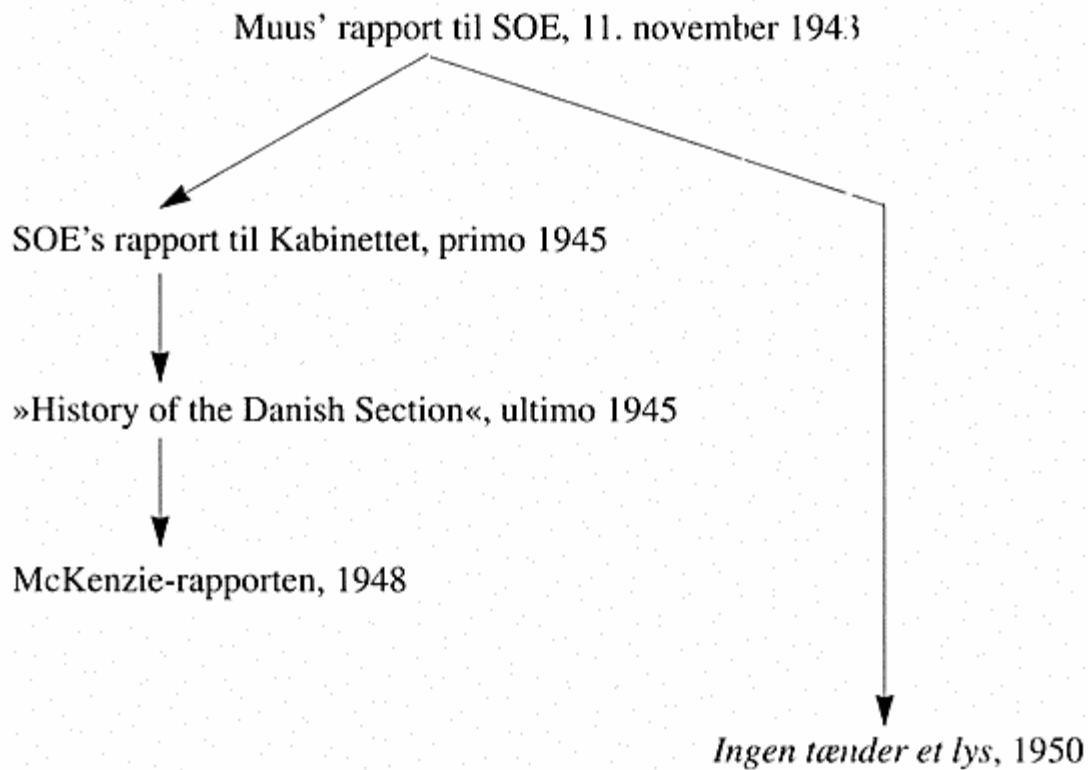 Muus’ rapport til SOE, 11. november 1943
SOE’s rapport til Kabinettet, primo 1945
»History of the Danish Section«, ultimo 1945
McKenzie-rapporten, 1948
Ingen tænder et lys, 1950